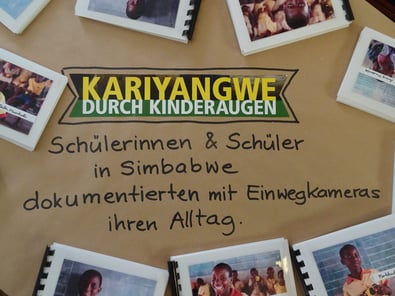 KARIYANGWE
DURCH KINDERAUGEN
Schülerinnen & Schüler
in Simbabwe
dokumentierten mit Einwegkameras
ihren Alltag.